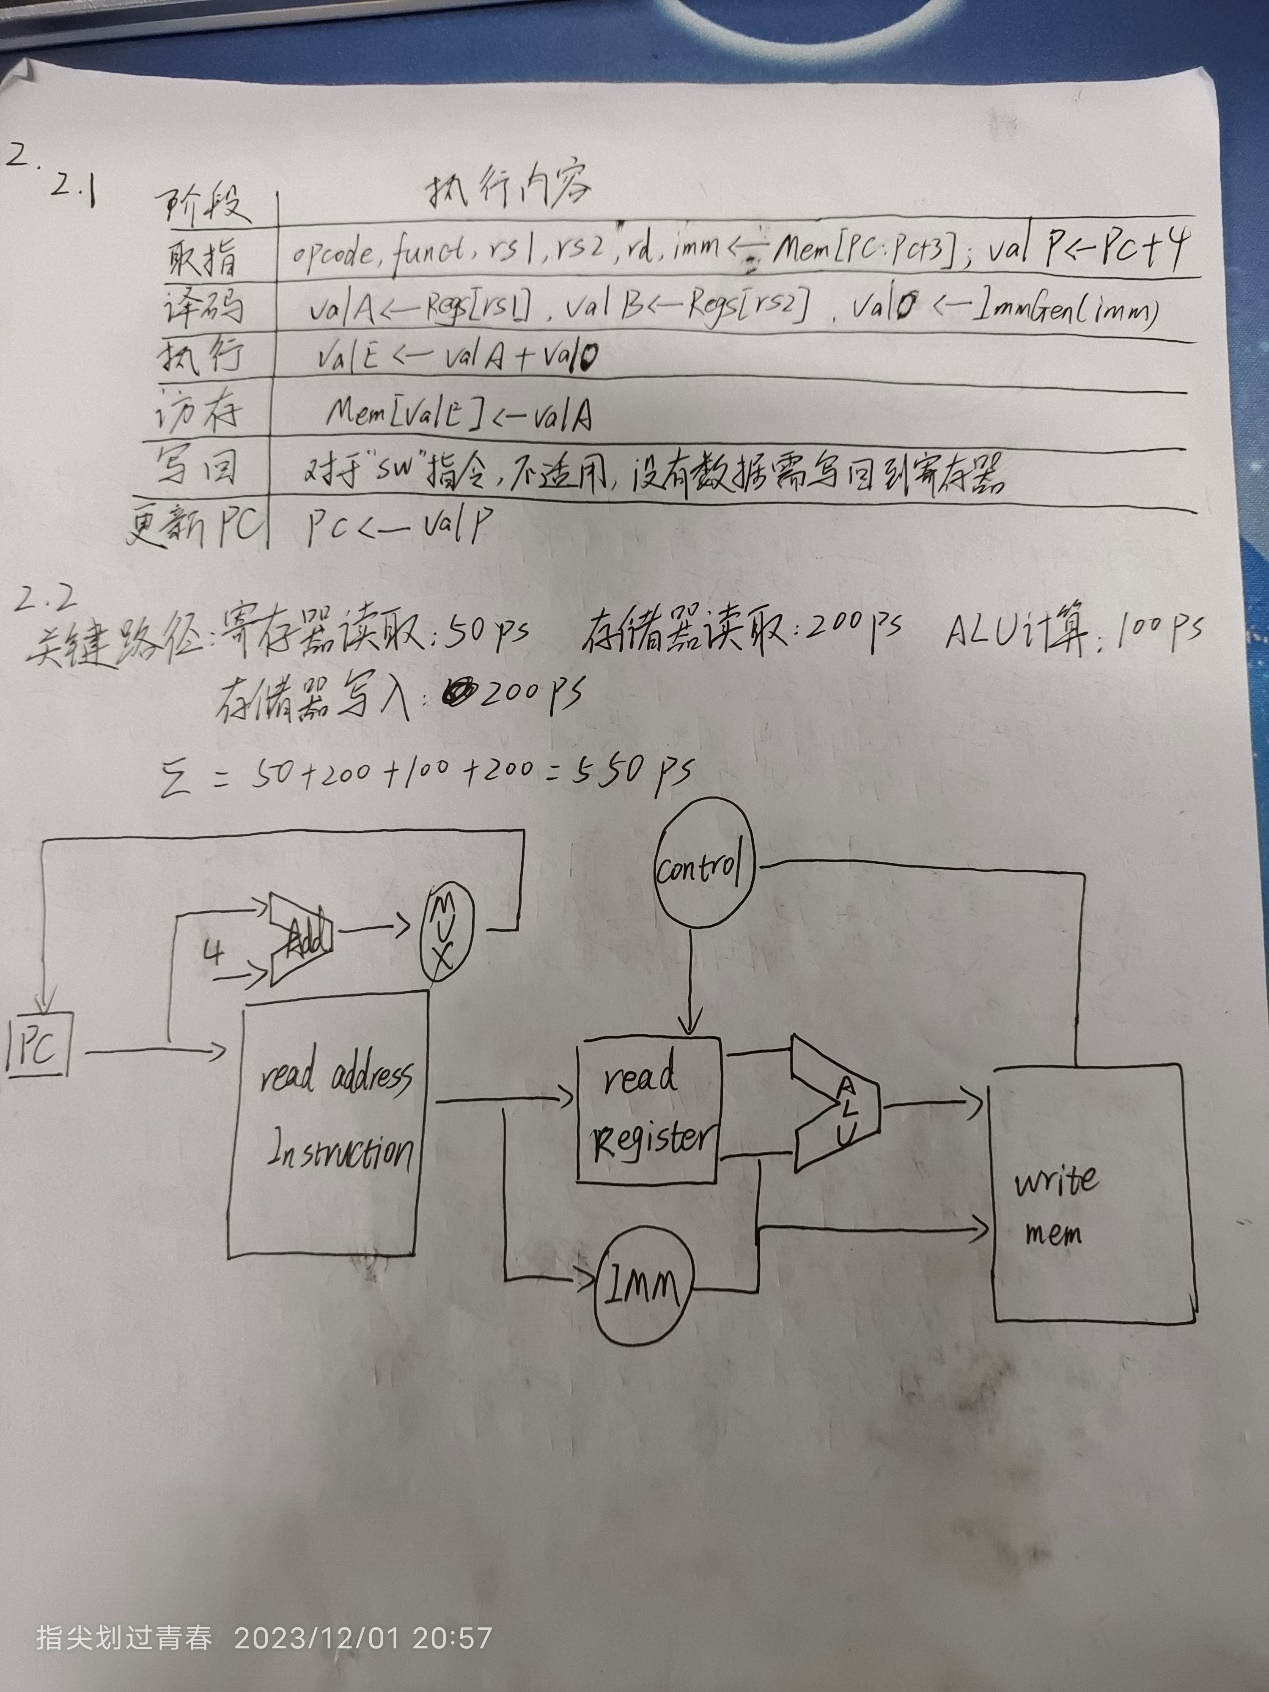 2.
2.1
阶段 执行内容
取指 opcode, funct, rs1, rs2, rd, imm ← Mem[PC:PC+3]; val P ← PC+4
译码 valA ← Regs[rs1], valB ← Regs[rs2], val0 ← ImmGen(imm)
执行 valE ← valA + val0
访存 Mem[valE] ← valA
写回 对于"sw"指令,不适用,没有数据需写回到寄存器
更新PC PC ← valP
2.2
关键路径:寄存器读取:50ps 存储器读取:200ps ALU计算:100ps
存储器写入:200ps
Σ = 50+200+100+200=550ps
control
Add
MUX
4
PC
read address
Instruction
read
Register
ALU
write
mem
Imm
指尖划过青春 2023/12/01 20:57